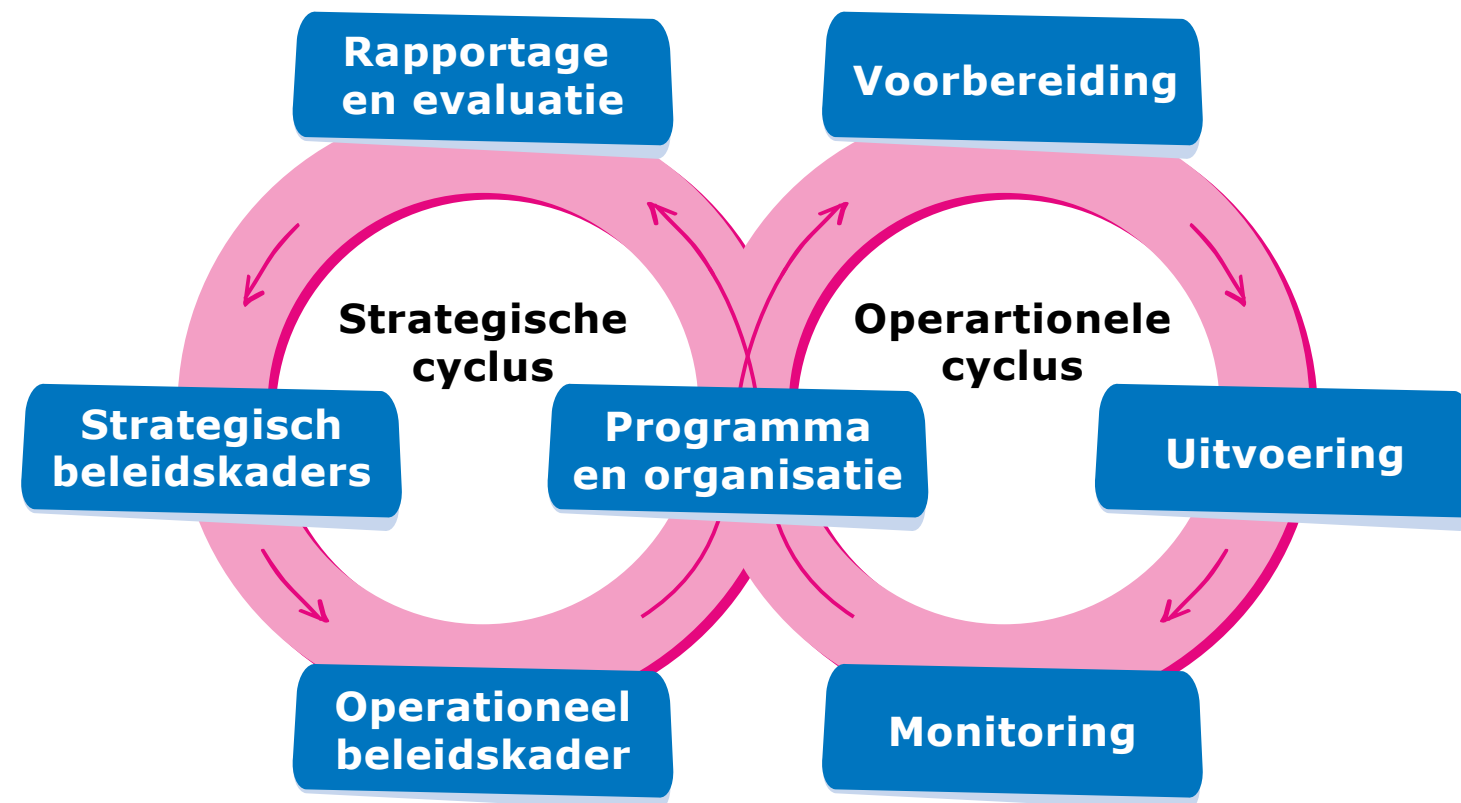 Rapportage
en evaluatie
Voorbereiding
Strategische
cyclus
Operartionele
cyclus
Strategisch
beleidskaders
Programma
en organisatie
Uitvoering
Operationeel
beleidskader
Monitoring